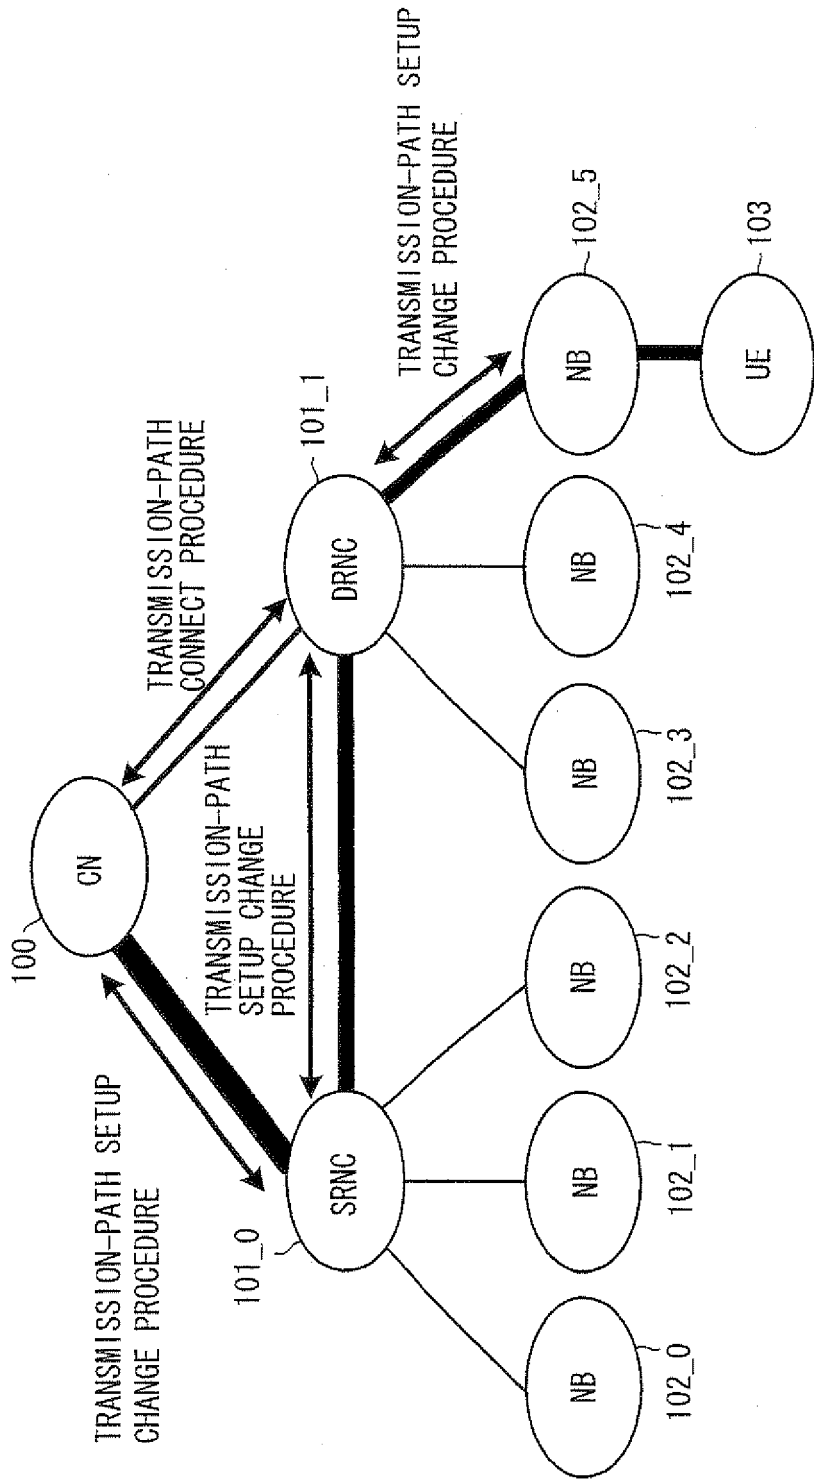 TRANSMISSION-PATH SETUP
CHANGE PROCEDURE
100
CN
TRANSMISSION-PATH
CONNECT PROCEDURE
TRANSMISSION-PATH
SETUP CHANGE
PROCEDURE
TRANSMISSION-PATH SETUP
CHANGE PROCEDURE
101_0
SRNC
101_1
DRNC
NB
102_0
NB
102_1
NB
102_2
NB
102_3
NB
102_4
NB
102_5
UE
103